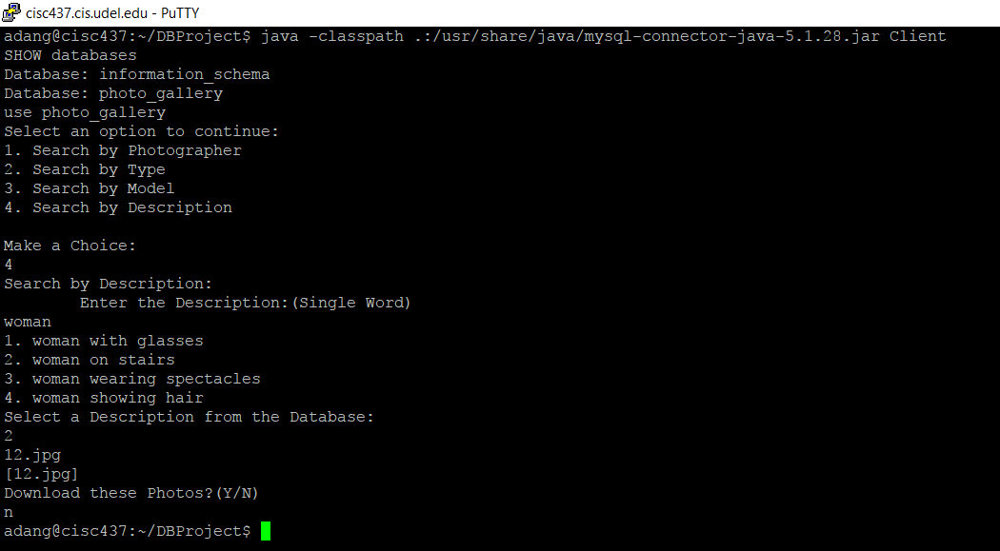 cisc437.cis.udel.edu - PuTTY
adang@cisc437:~/DBProject$ java -classpath .:/usr/share/java/mysql-connector-java-5.1.28.jar Client
SHOW databases
Database: information_schema
Database: photo_gallery
use photo_gallery
Select an option to continue:
1. Search by Photographer
2. Search by Type
3. Search by Model
4. Search by Description

Make a Choice:
4
Search by Description:
        Enter the Description:(Single Word)
woman
1. woman with glasses
2. woman on stairs
3. woman wearing spectacles
4. woman showing hair
Select a Description from the Database:
2
12.jpg
[12.jpg]
Download these Photos?(Y/N)
n
adang@cisc437:~/DBProject$